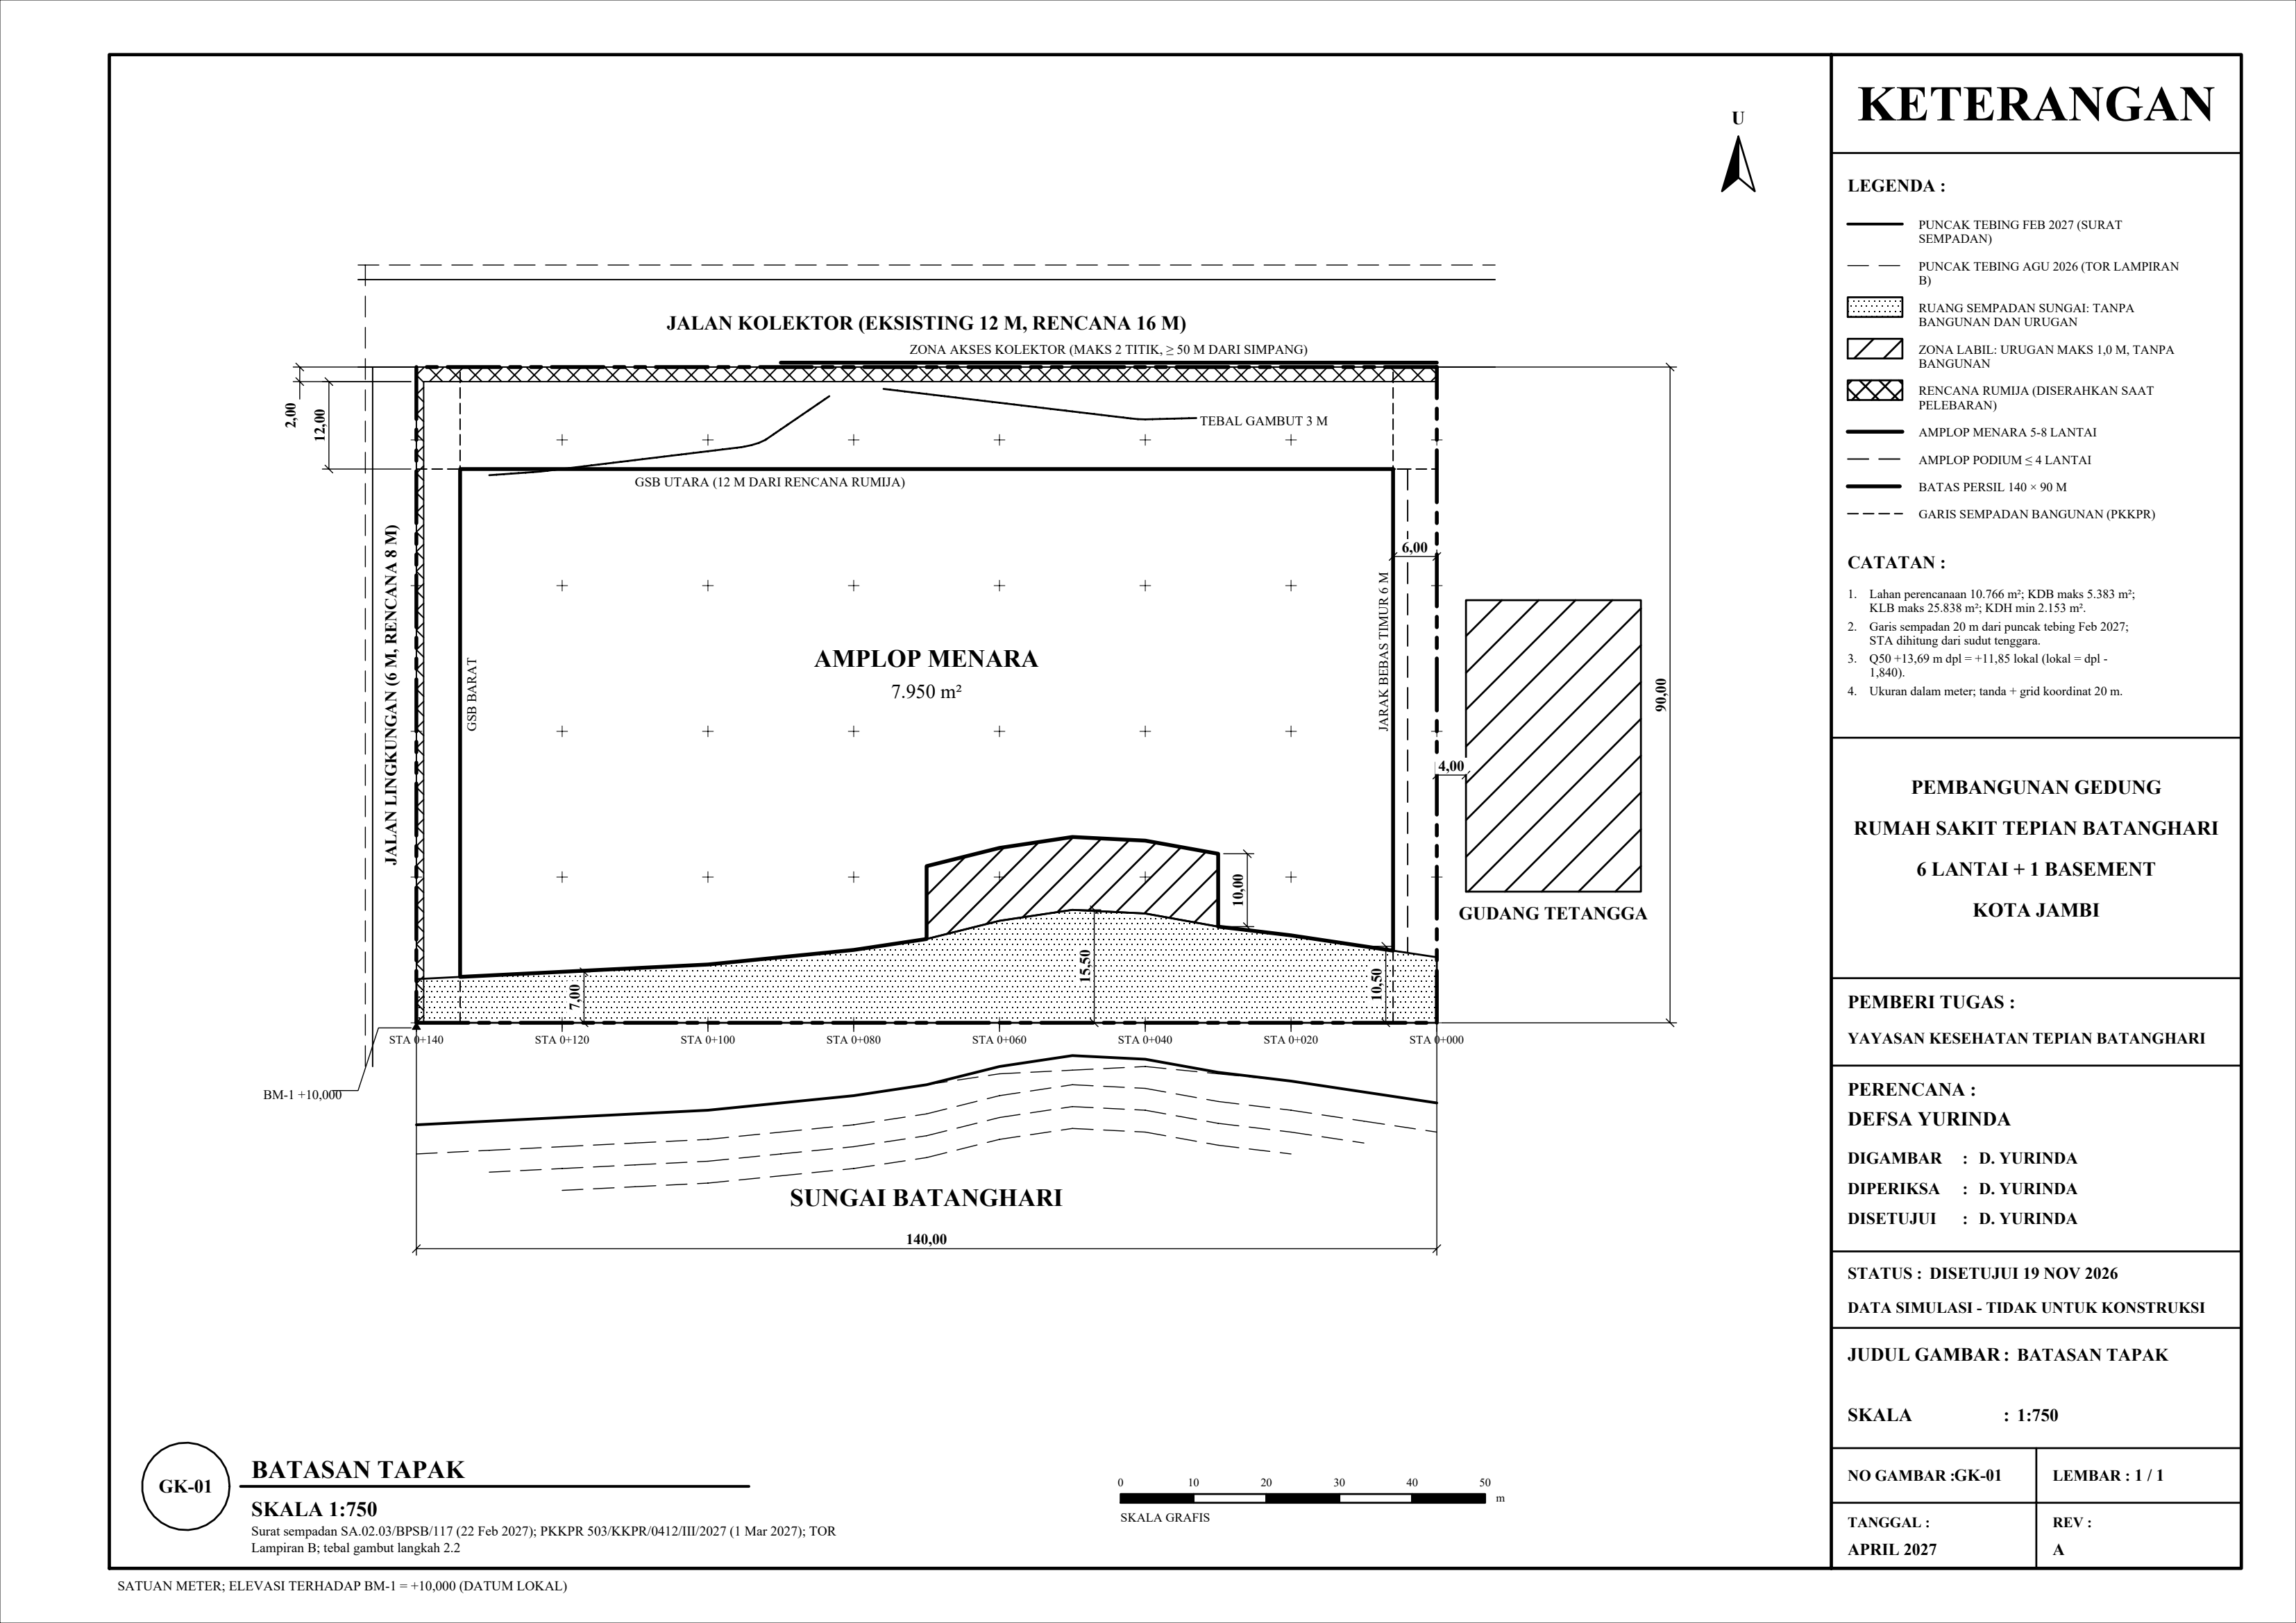 U
JALAN KOLEKTOR (EKSISTING 12 M, RENCANA 16 M)
ZONA AKSES KOLEKTOR (MAKS 2 TITIK, ≥ 50 M DARI SIMPANG)
2,00
12,00
TEBAL GAMBUT 3 M
GSB UTARA (12 M DARI RENCANA RUMIJA)
JALAN LINGKUNGAN (6 M, RENCANA 8 M)
GSB BARAT
AMPLOP MENARA
7.950 m²
JARAK BEBAS TIMUR 6 M
6,00
4,00
90,00
GUDANG TETANGGA
10,00
7,00
15,50
10,50
STA 0+140
STA 0+120
STA 0+100
STA 0+080
STA 0+060
STA 0+040
STA 0+020
STA 0+000
BM-1 +10,000
SUNGAI BATANGHARI
140,00
GK-01
BATASAN TAPAK
SKALA 1:750
Surat sempadan SA.02.03/BPSB/117 (22 Feb 2027); PKKPR 503/KKPR/0412/III/2027 (1 Mar 2027); TOR
Lampiran B; tebal gambut langkah 2.2
0 10 20 30 40 50
m
SKALA GRAFIS
SATUAN METER; ELEVASI TERHADAP BM-1 = +10,000 (DATUM LOKAL)
KETERANGAN
LEGENDA :
PUNCAK TEBING FEB 2027 (SURAT
SEMPADAN)
PUNCAK TEBING AGU 2026 (TOR LAMPIRAN
B)
RUANG SEMPADAN SUNGAI: TANPA
BANGUNAN DAN URUGAN
ZONA LABIL: URUGAN MAKS 1,0 M, TANPA
BANGUNAN
RENCANA RUMIJA (DISERAHKAN SAAT
PELEBARAN)
AMPLOP MENARA 5-8 LANTAI
AMPLOP PODIUM ≤ 4 LANTAI
BATAS PERSIL 140 × 90 M
GARIS SEMPADAN BANGUNAN (PKKPR)
CATATAN :
1. Lahan perencanaan 10.766 m²; KDB maks 5.383 m²;
KLB maks 25.838 m²; KDH min 2.153 m².
2. Garis sempadan 20 m dari puncak tebing Feb 2027;
STA dihitung dari sudut tenggara.
3. Q50 +13,69 m dpl = +11,85 lokal (lokal = dpl -
1,840).
4. Ukuran dalam meter; tanda + grid koordinat 20 m.
PEMBANGUNAN GEDUNG
RUMAH SAKIT TEPIAN BATANGHARI
6 LANTAI + 1 BASEMENT
KOTA JAMBI
PEMBERI TUGAS :
YAYASAN KESEHATAN TEPIAN BATANGHARI
PERENCANA :
DEFSA YURINDA
DIGAMBAR : D. YURINDA
DIPERIKSA : D. YURINDA
DISETUJUI : D. YURINDA
STATUS : DISETUJUI 19 NOV 2026
DATA SIMULASI - TIDAK UNTUK KONSTRUKSI
JUDUL GAMBAR : BATASAN TAPAK
SKALA : 1:750
NO GAMBAR :GK-01
LEMBAR : 1 / 1
TANGGAL :
APRIL 2027
REV :
A